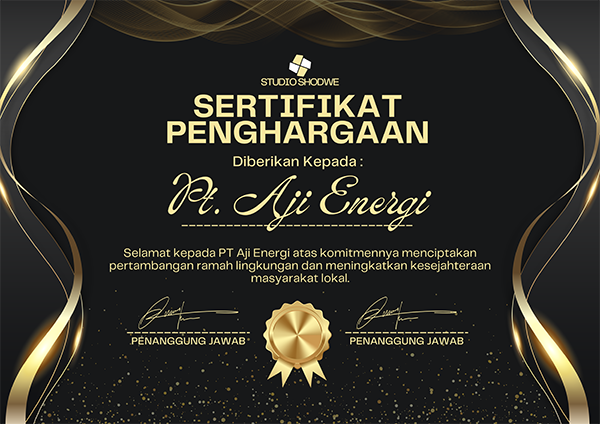 STUDIO SHODWE
SERTIFIKAT
PENGHARGAAN
Diberikan Kepada :
Pt. Aji Energi
Selamat kepada PT Aji Energi atas komitmennya menciptakan
pertambangan ramah lingkungan dan meningkatkan kesejahteraan
masyarakat lokal.
PENANGGUNG JAWAB
PENANGGUNG JAWAB